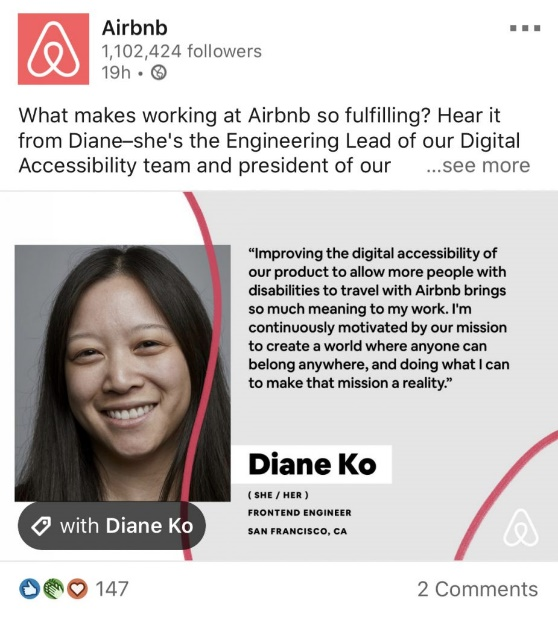 Airbnb
1,102,424 followers
19h •
What makes working at Airbnb so fulfilling? Hear it
from Diane–she's the Engineering Lead of our Digital
Accessibility team and president of our ...see more
“Improving the digital accessibility of
our product to allow more people with
disabilities to travel with Airbnb brings
so much meaning to my work. I'm
continuously motivated by our mission
to create a world where anyone can
belong anywhere, and doing what I can
to make that mission a reality.”
Diane Ko
( SHE / HER )
FRONTEND ENGINEER
SAN FRANCISCO, CA
with Diane Ko
147
2 Comments